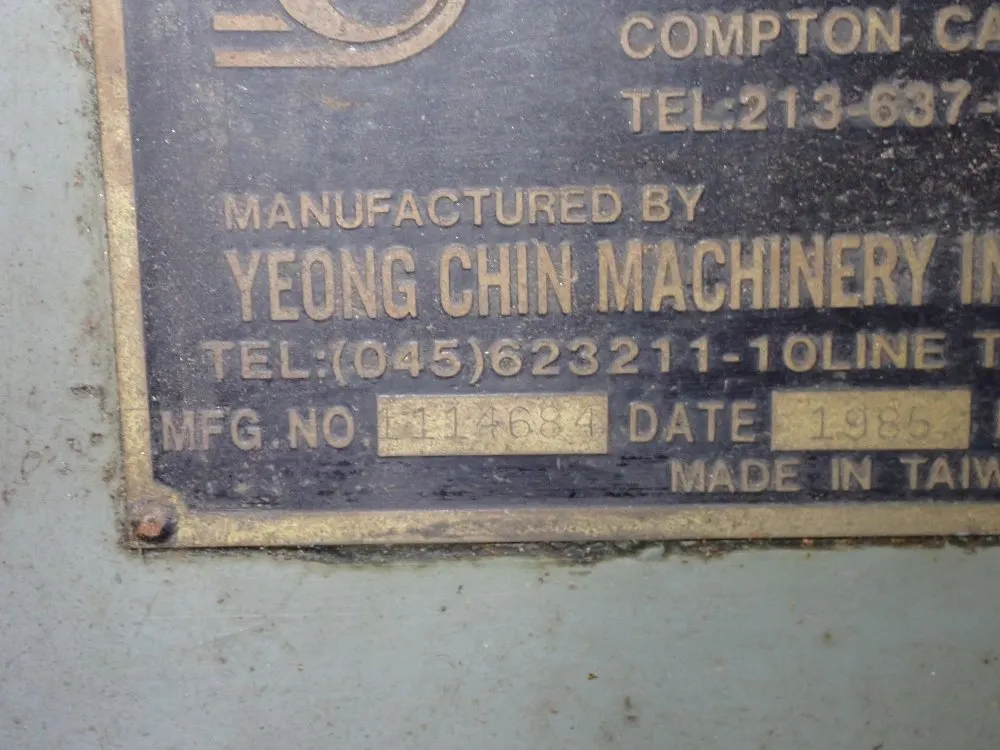 COMPTON CA
TEL:213-637-
MANUFACTURED BY
YEONG CHIN MACHINERY IN
TEL:(045)623211-10LINE T
MFG NO 1114684 DATE 1986
MADE IN TAIW